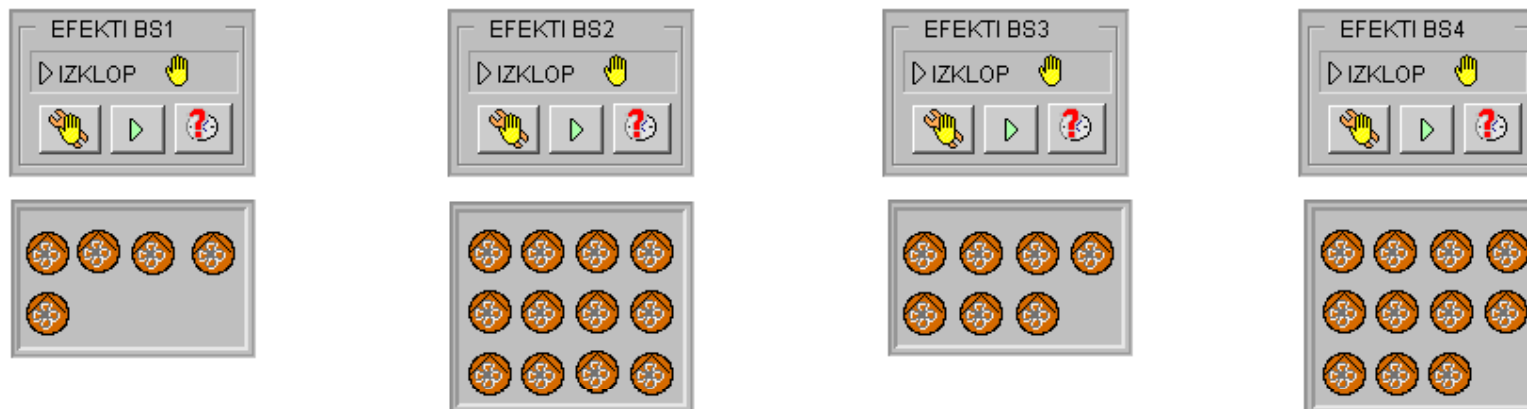 EFEKTI BS1
IZKLOP
EFEKTI BS2
IZKLOP
EFEKTI BS3
IZKLOP
EFEKTI BS4
IZKLOP